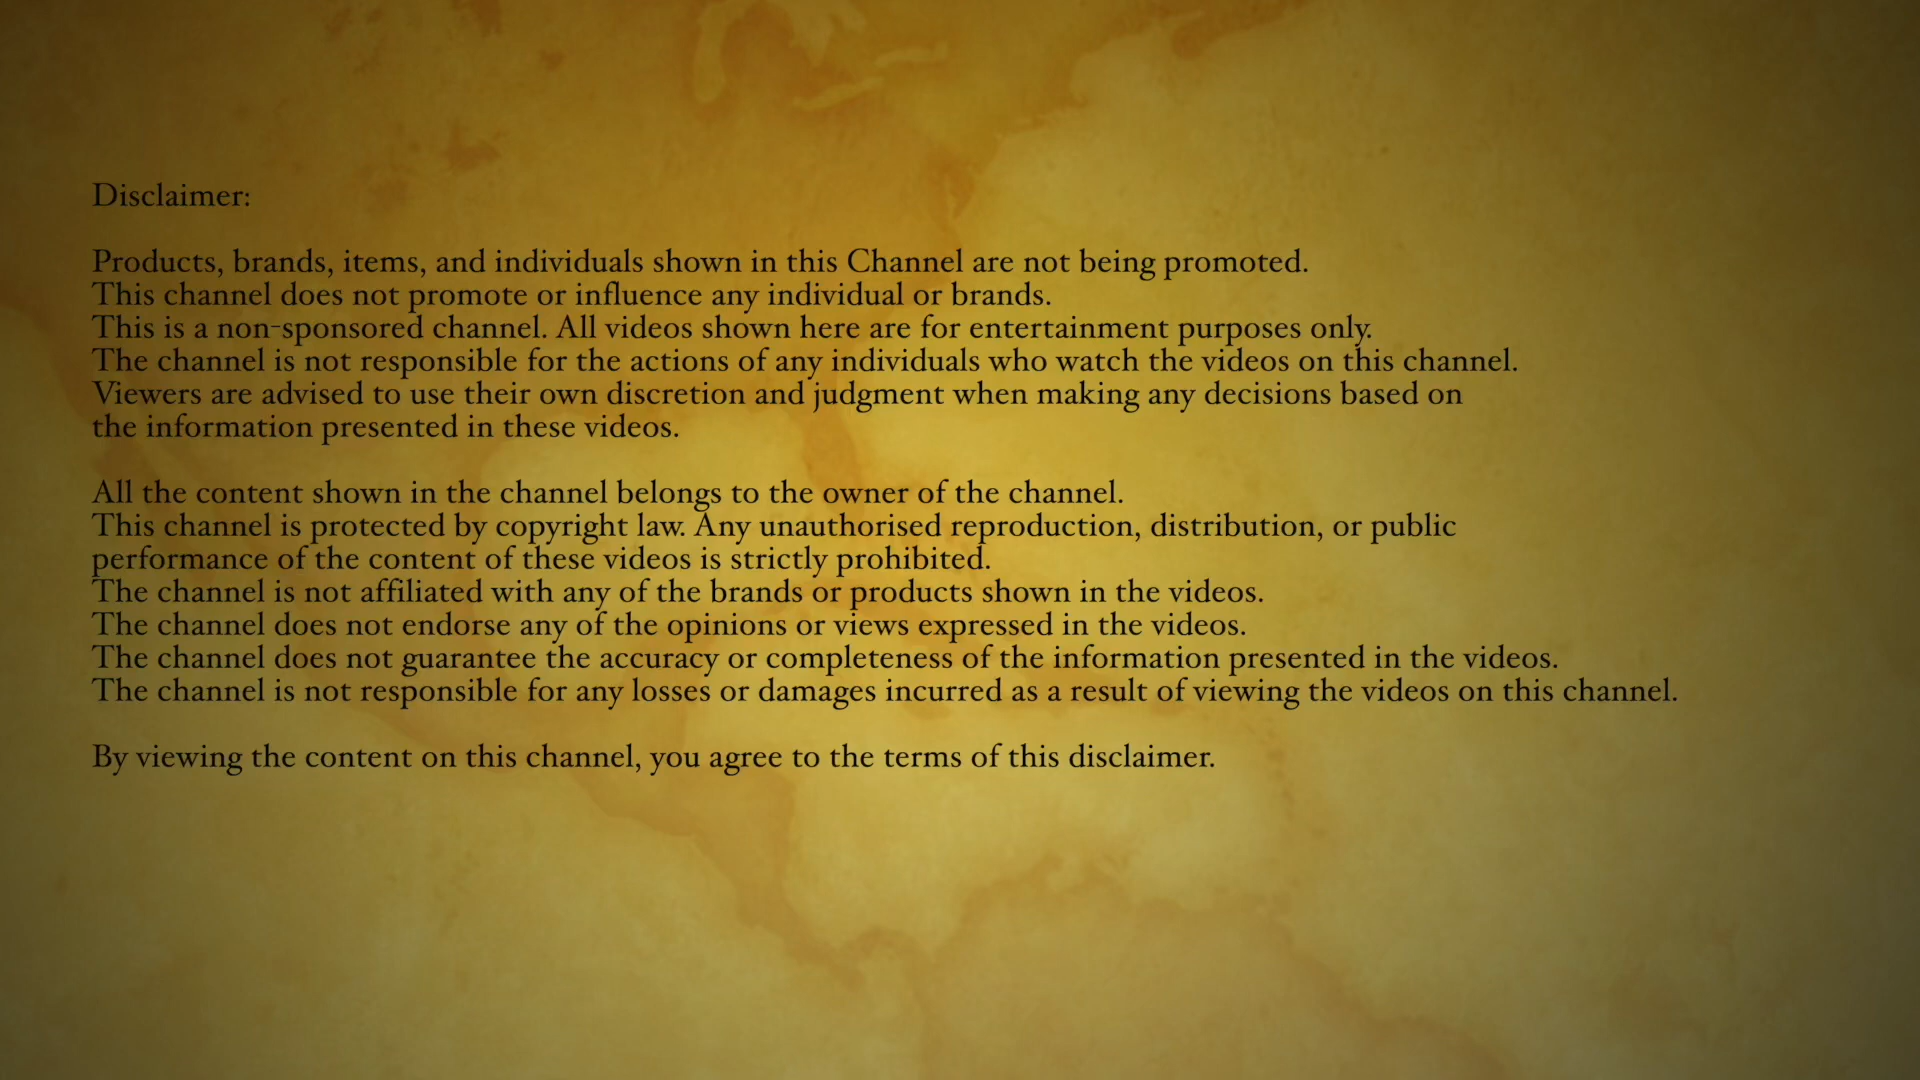 Disclaimer:
Products, brands, items, and individuals shown in this Channel are not being promoted.
This channel does not promote or influence any individual or brands.
This is a non-sponsored channel. All videos shown here are for entertainment purposes only.
The channel is not responsible for the actions of any individuals who watch the videos on this channel.
Viewers are advised to use their own discretion and judgment when making any decisions based on
the information presented in these videos.
All the content shown in the channel belongs to the owner of the channel.
This channel is protected by copyright law. Any unauthorised reproduction, distribution, or public
performance of the content of these videos is strictly prohibited.
The channel is not affiliated with any of the brands or products shown in the videos.
The channel does not endorse any of the opinions or views expressed in the videos.
The channel does not guarantee the accuracy or completeness of the information presented in the videos.
The channel is not responsible for any losses or damages incurred as a result of viewing the videos on this channel.
By viewing the content on this channel, you agree to the terms of this disclaimer.